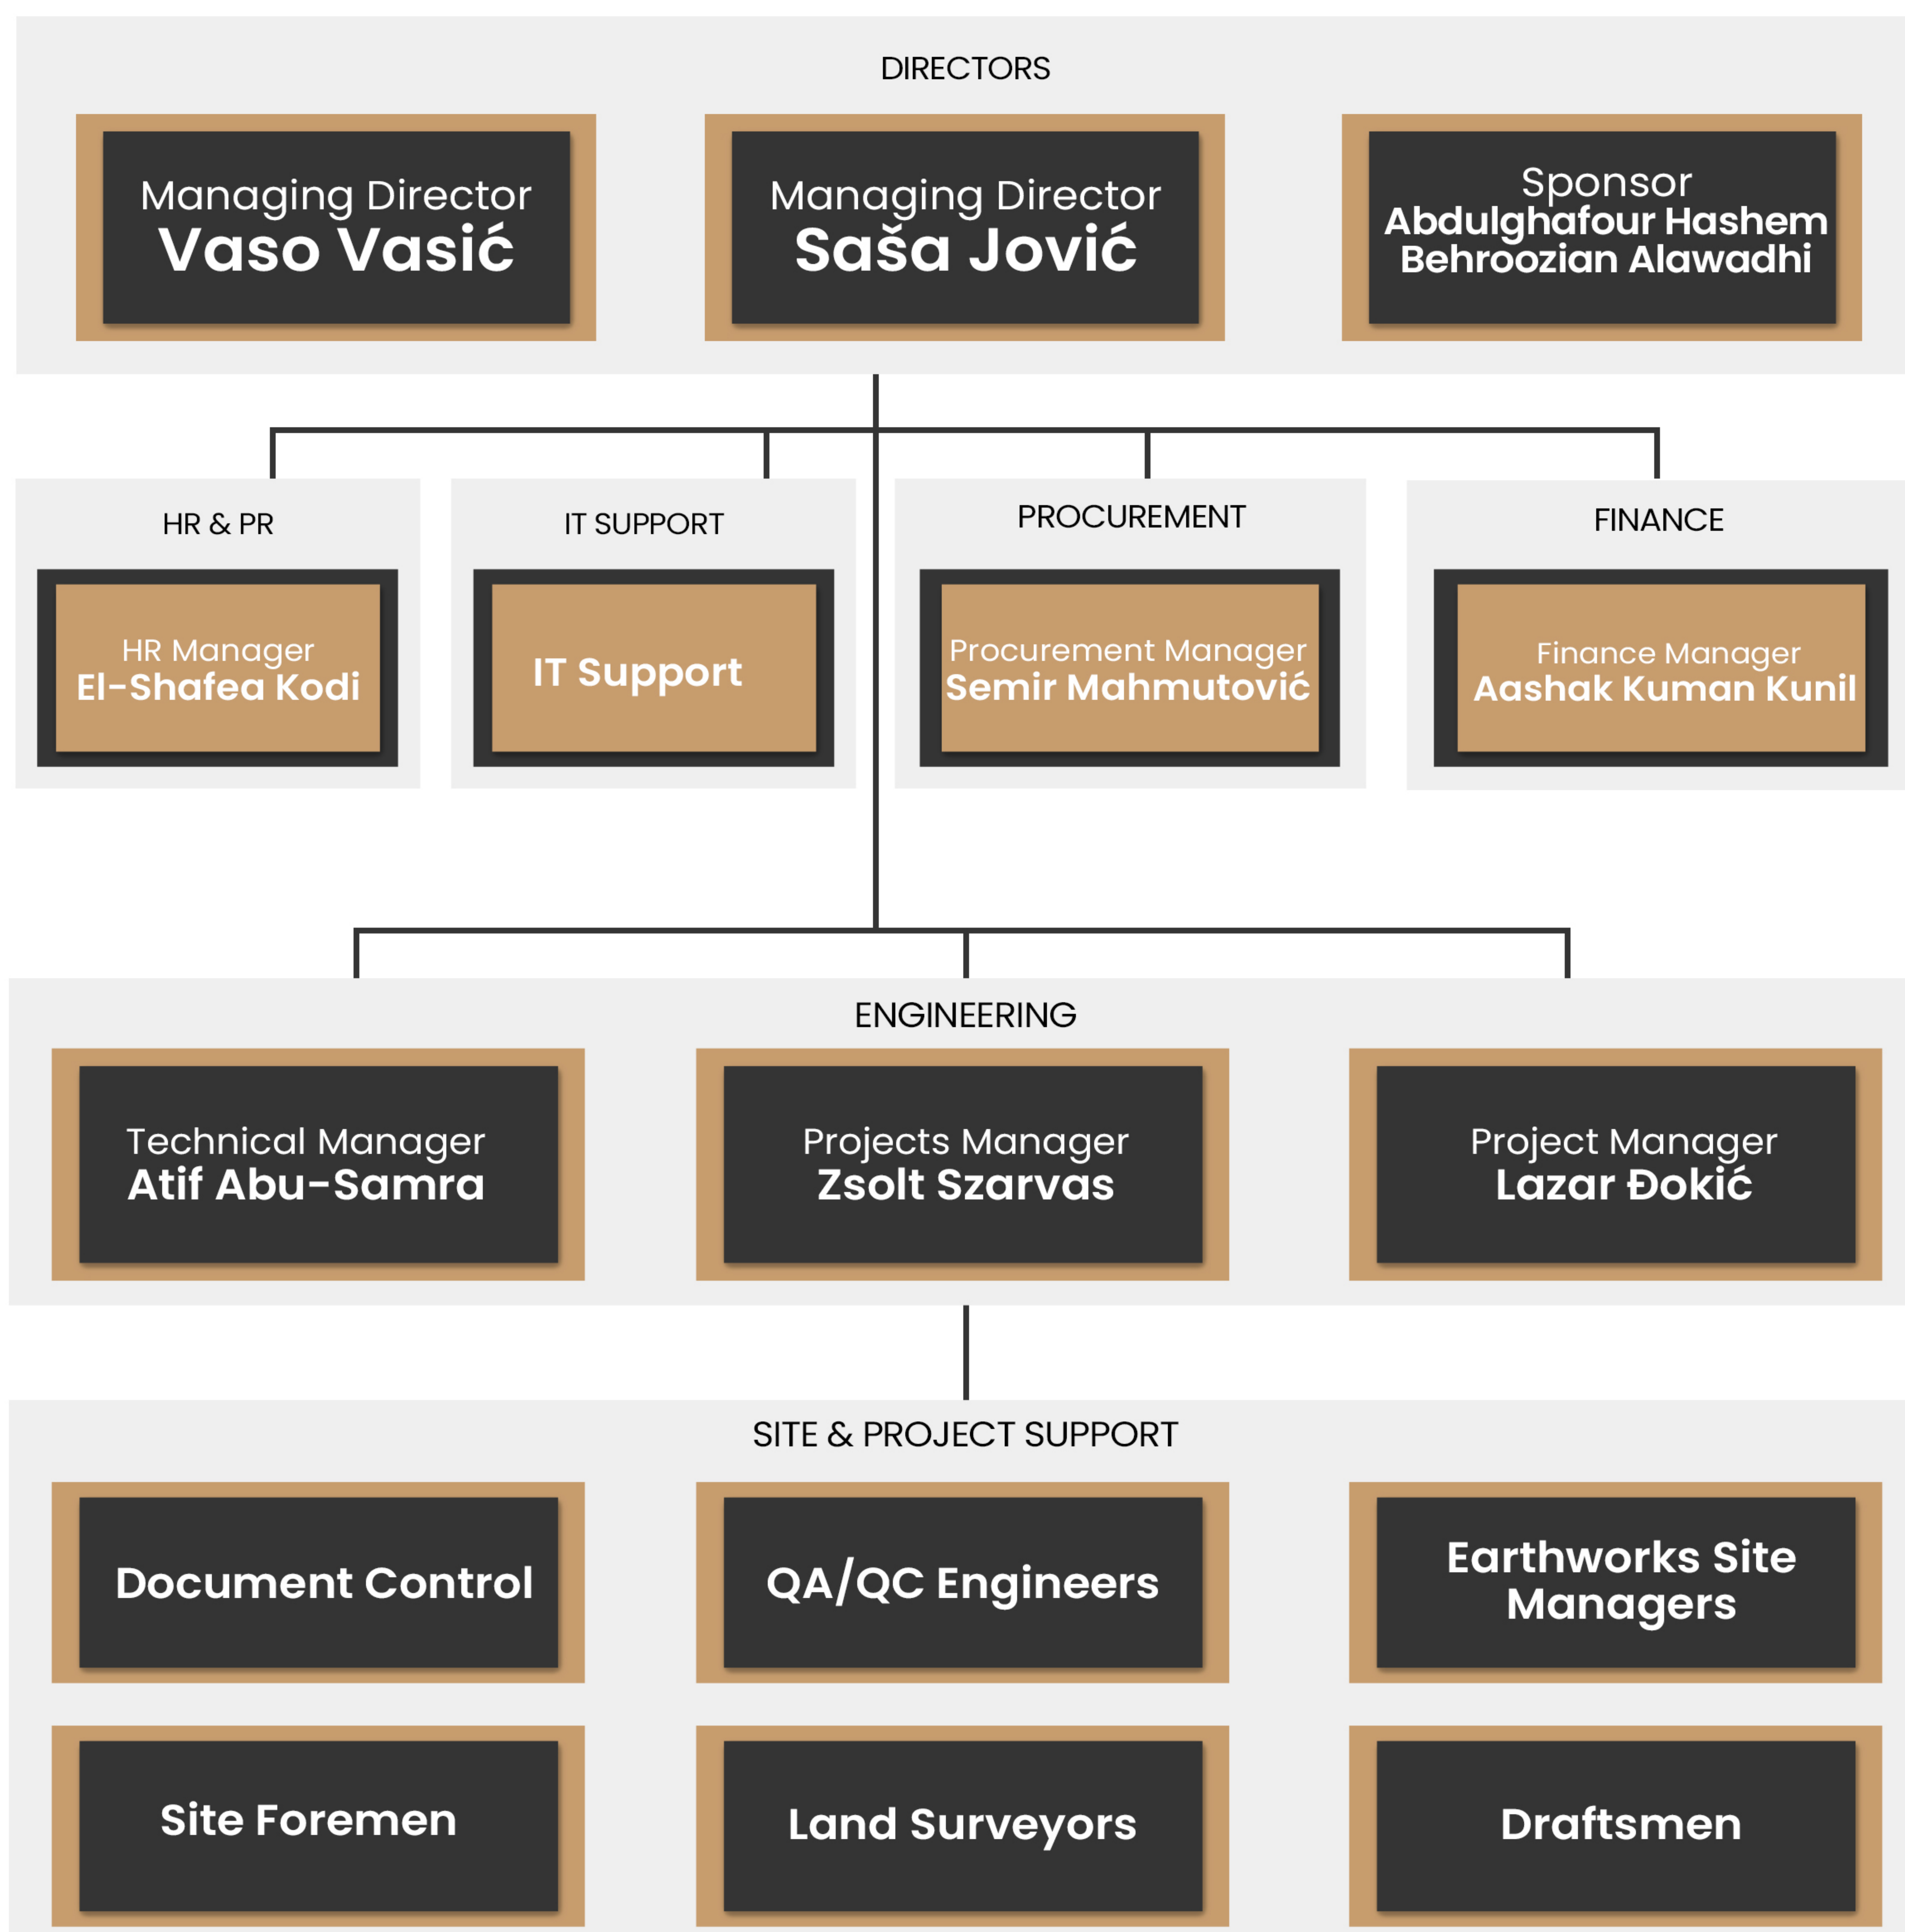 DIRECTORS
Managing Director
Vaso Vasić
Managing Director
Saša Jović
Sponsor
Abdulghafour Hashem
Behroozian Alawadhi
HR & PR
HR Manager
El-Shafea Kodi
IT SUPPORT
IT Support
PROCUREMENT
Procurement Manager
Semir Mahmutović
FINANCE
Finance Manager
Aashak Kuman Kunil
ENGINEERING
Technical Manager
Atif Abu-Samra
Projects Manager
Zsolt Szarvas
Project Manager
Lazar Đokić
SITE & PROJECT SUPPORT
Document Control
QA/QC Engineers
Earthworks Site
Managers
Site Foremen
Land Surveyors
Draftsmen